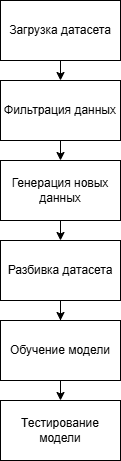 Загрузка датасета
Фильтрация данных
Генерация новых
данных
Разбивка датасета
Обучение модели
Тестирование
модели